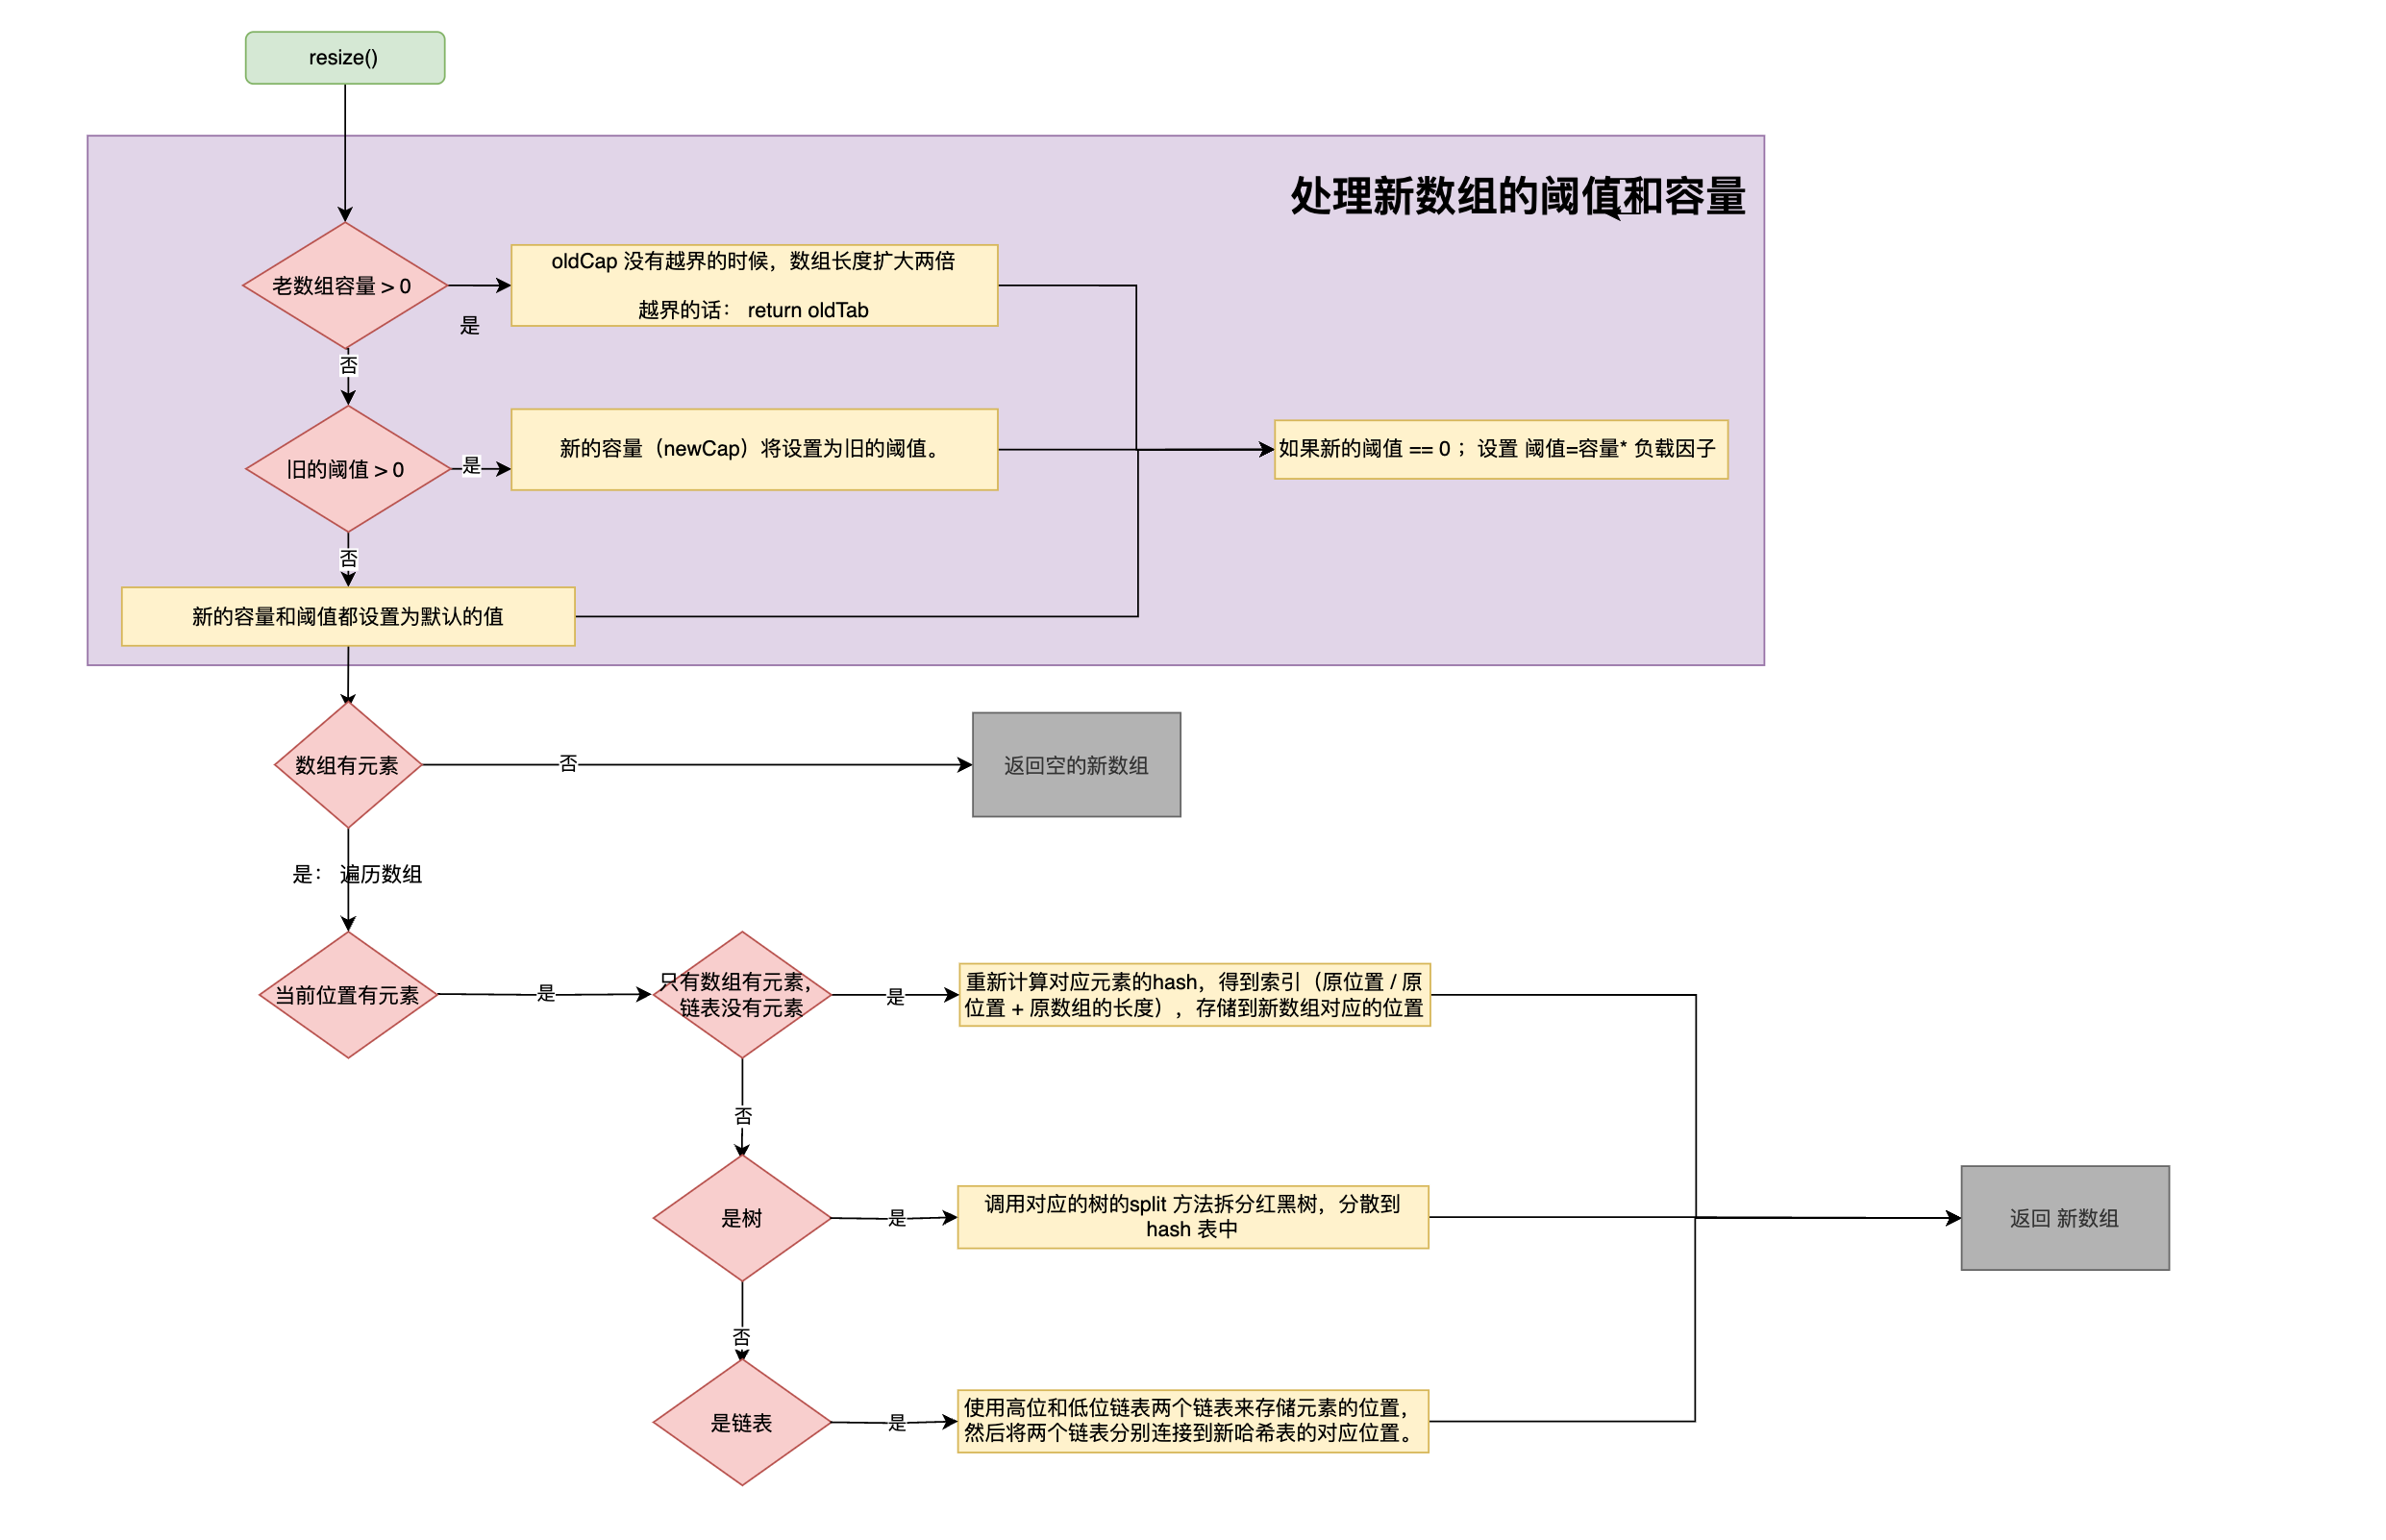 resize()
处理新数组的阈值和容量
老数组容量 > 0
是
oldCap 没有越界的时候，数组长度扩大两倍
越界的话： return oldTab
否
旧的阈值 > 0
是
新的容量（newCap）将设置为旧的阈值。
如果新的阈值 == 0 ；设置 阈值=容量* 负载因子
否
新的容量和阈值都设置为默认的值
数组有元素
否
返回空的新数组
是： 遍历数组
当前位置有元素
是
只有数组有元素，
链表没有元素
是
重新计算对应元素的hash，得到索引（原位置 / 原
位置 + 原数组的长度），存储到新数组对应的位置
否
是树
是
调用对应的树的split 方法拆分红黑树，分散到
hash 表中
返回 新数组
否
是链表
是
使用高位和低位链表两个链表来存储元素的位置，
然后将两个链表分别连接到新哈希表的对应位置。